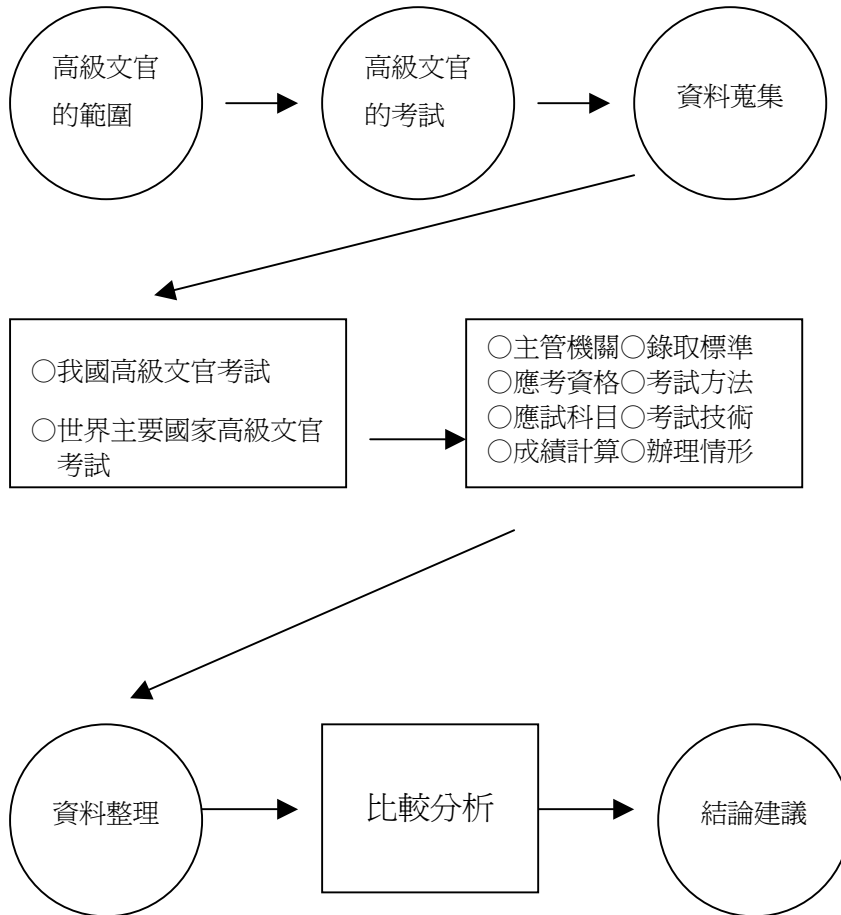 高級文官
的範圍
高級文官
的考試
資料蒐集
○我國高級文官考試
○世界主要國家高級文官
考試
○主管機關○錄取標準
○應考資格○考試方法
○應試科目○考試技術
○成績計算○辦理情形
資料整理
比較分析
結論建議